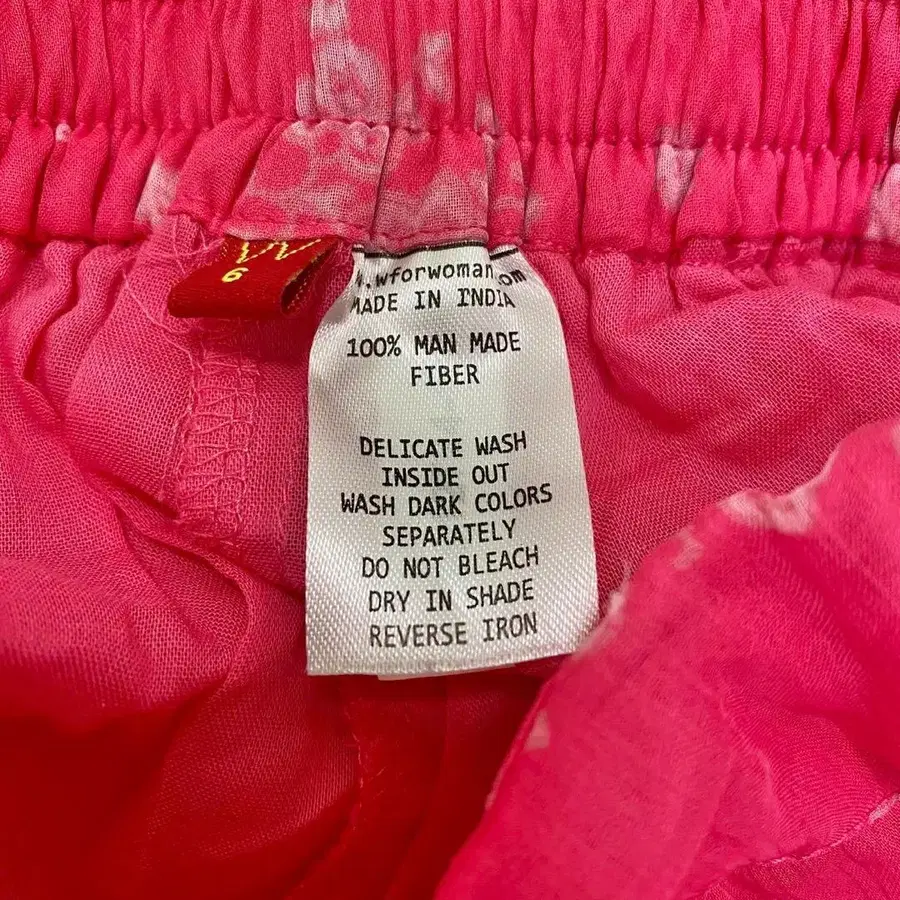 W
6
w.wforwoman.com
MADE IN INDIA
100% MAN MADE
FIBER
DELICATE WASH
INSIDE OUT
WASH DARK COLORS
SEPARATELY
DO NOT BLEACH
DRY IN SHADE
REVERSE IRON